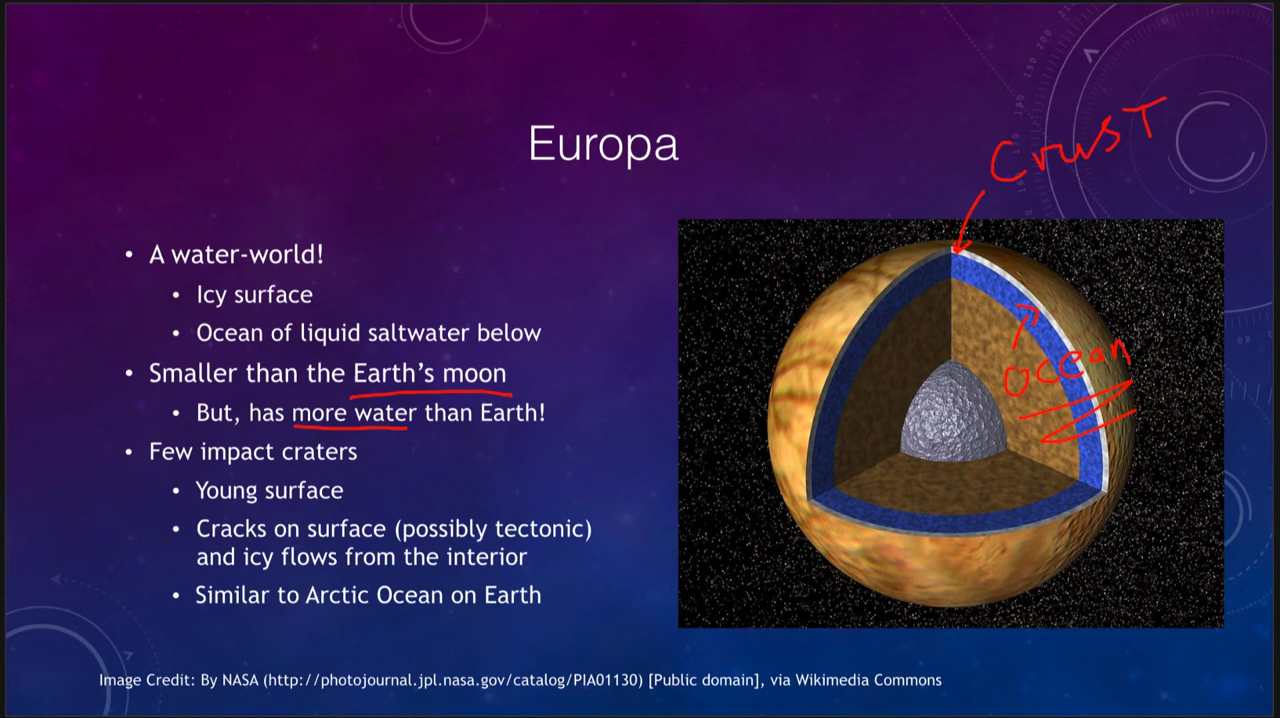 Europa
Crust
• A water-world!
• Icy surface
• Ocean of liquid saltwater below
• Smaller than the Earth's moon
• But, has more water than Earth!
• Few impact craters
• Young surface
• Cracks on surface (possibly tectonic)
and icy flows from the interior
• Similar to Arctic Ocean on Earth
Ocean
Image Credit: By NASA (http://photojournal.jpl.nasa.gov/catalog/PIA01130) [Public domain], via Wikimedia Commons